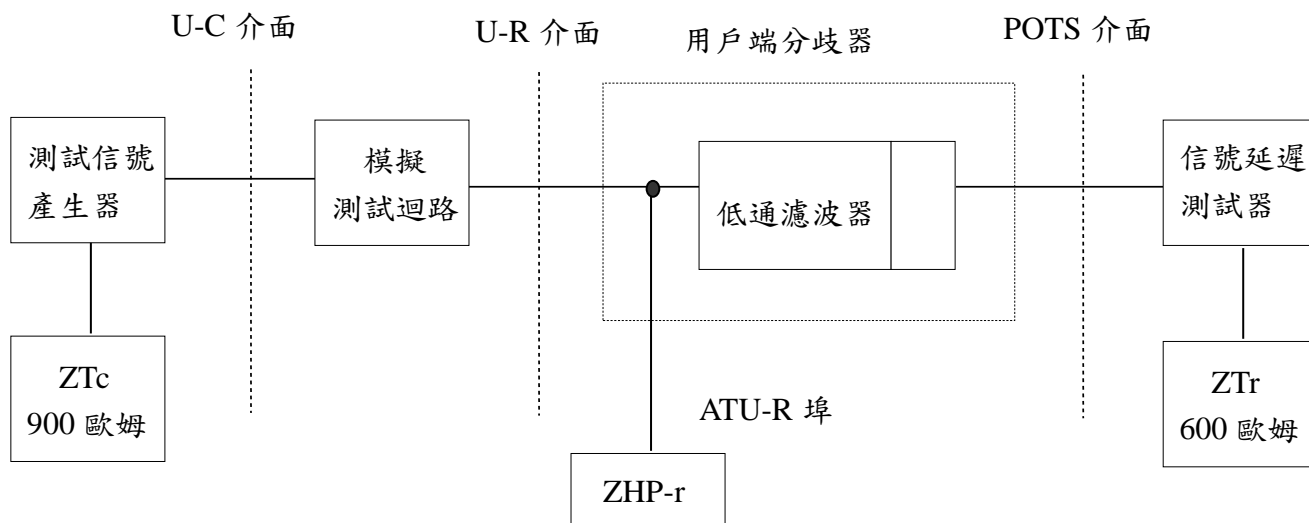 U-C 介面
U-R 介面
用戶端分歧器
POTS 介面
測試信號
產生器
模擬
測試迴路
低通濾波器
信號延遲
測試器
ZTc
900 歐姆
ATU-R 埠
ZHP-r
ZTr
600 歐姆